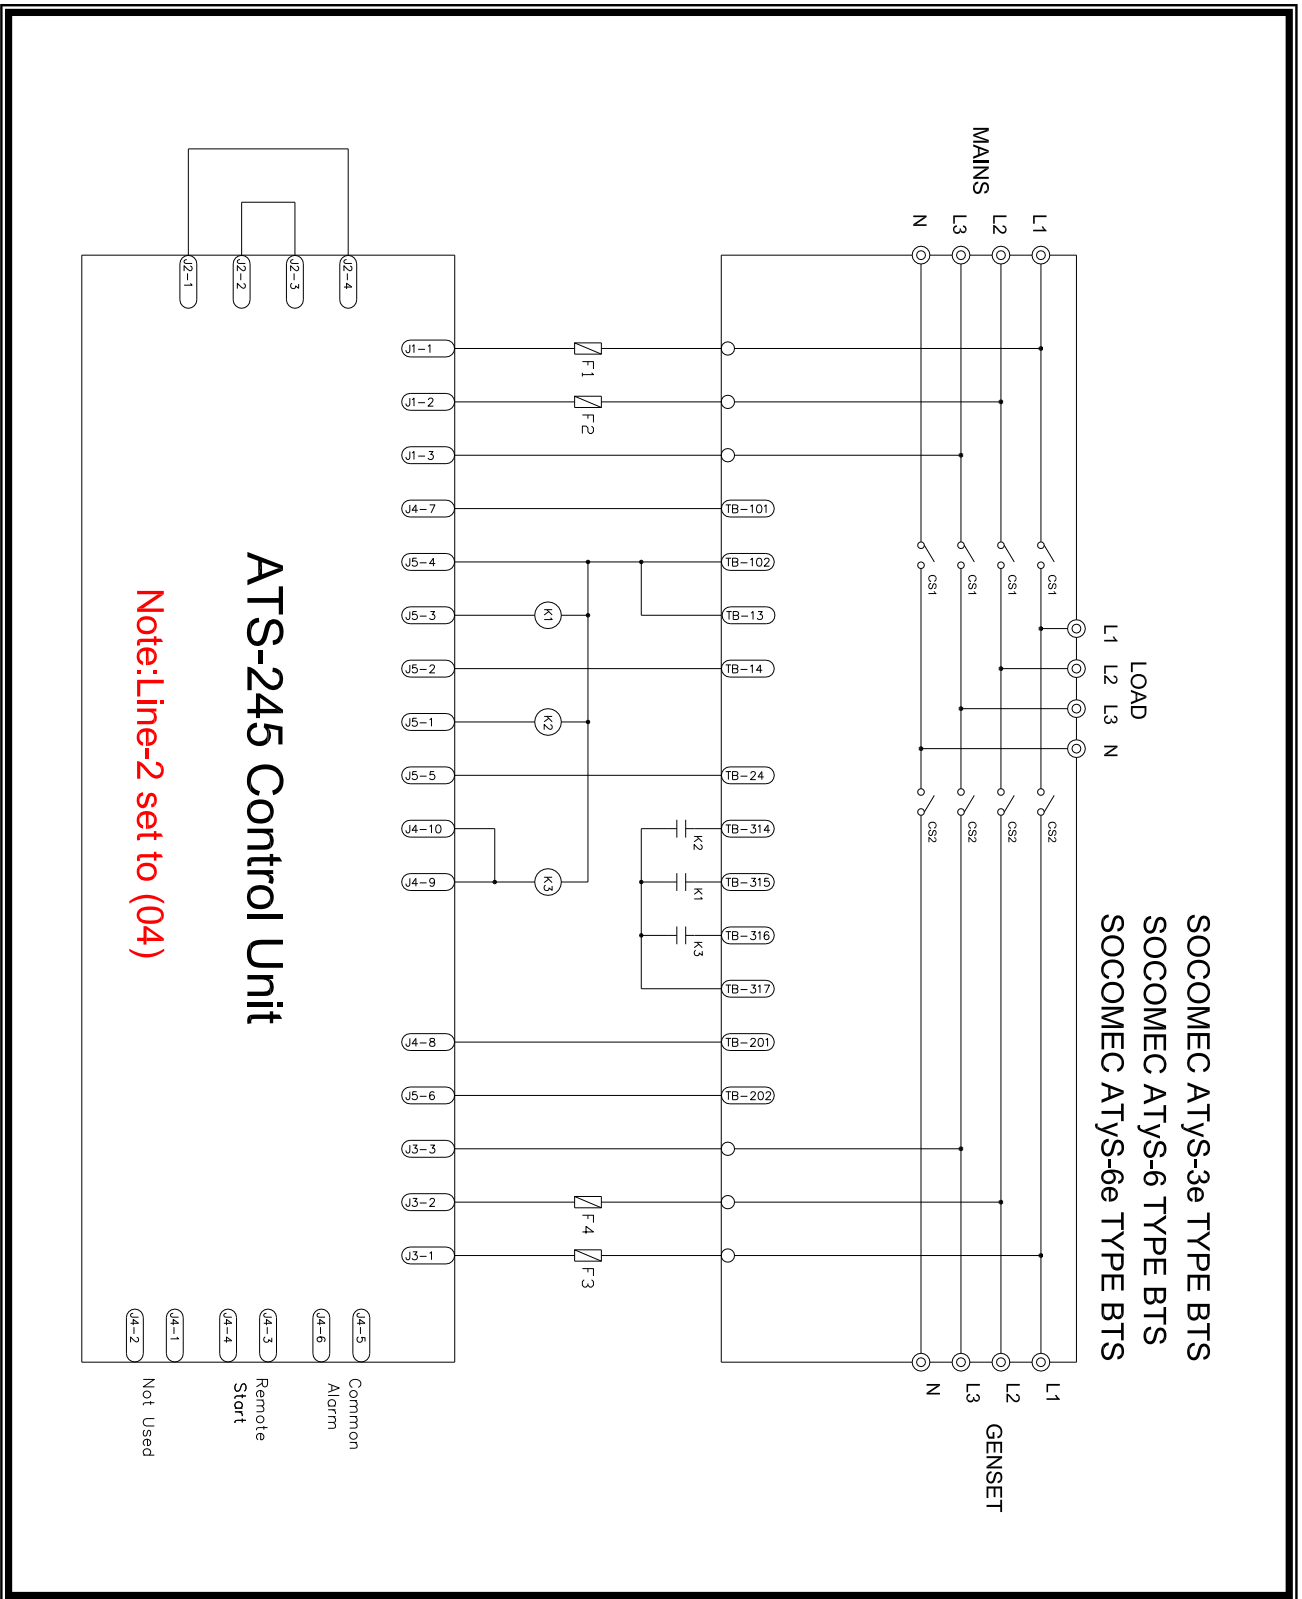 SOCOMEC ATyS-3e TYPE BTS
SOCOMEC ATyS-6 TYPE BTS
SOCOMEC ATyS-6e TYPE BTS
LOAD
L1
L2
L3
N
MAINS
L1
L2
L3
N
CS1
CS1
CS1
CS1
CS2
CS2
CS2
CS2
L1
L2
L3
N
GENSET
TB-101
TB-102
TB-13
TB-14
TB-24
TB-314
TB-315
TB-316
TB-317
TB-201
TB-202
K2
K1
K3
F1
F2
F4
F3
K1
K2
K3
J1-1
J1-2
J1-3
J4-7
J5-4
J5-3
J5-2
J5-1
J5-5
J4-10
J4-9
J4-8
J5-6
J3-3
J3-2
J3-1
J2-4
J2-3
J2-2
J2-1
J4-5
J4-6
J4-3
J4-4
J4-1
J4-2
Common
Alarm
Remote
Start
Not Used
ATS-245 Control Unit
Note:Line-2 set to (04)